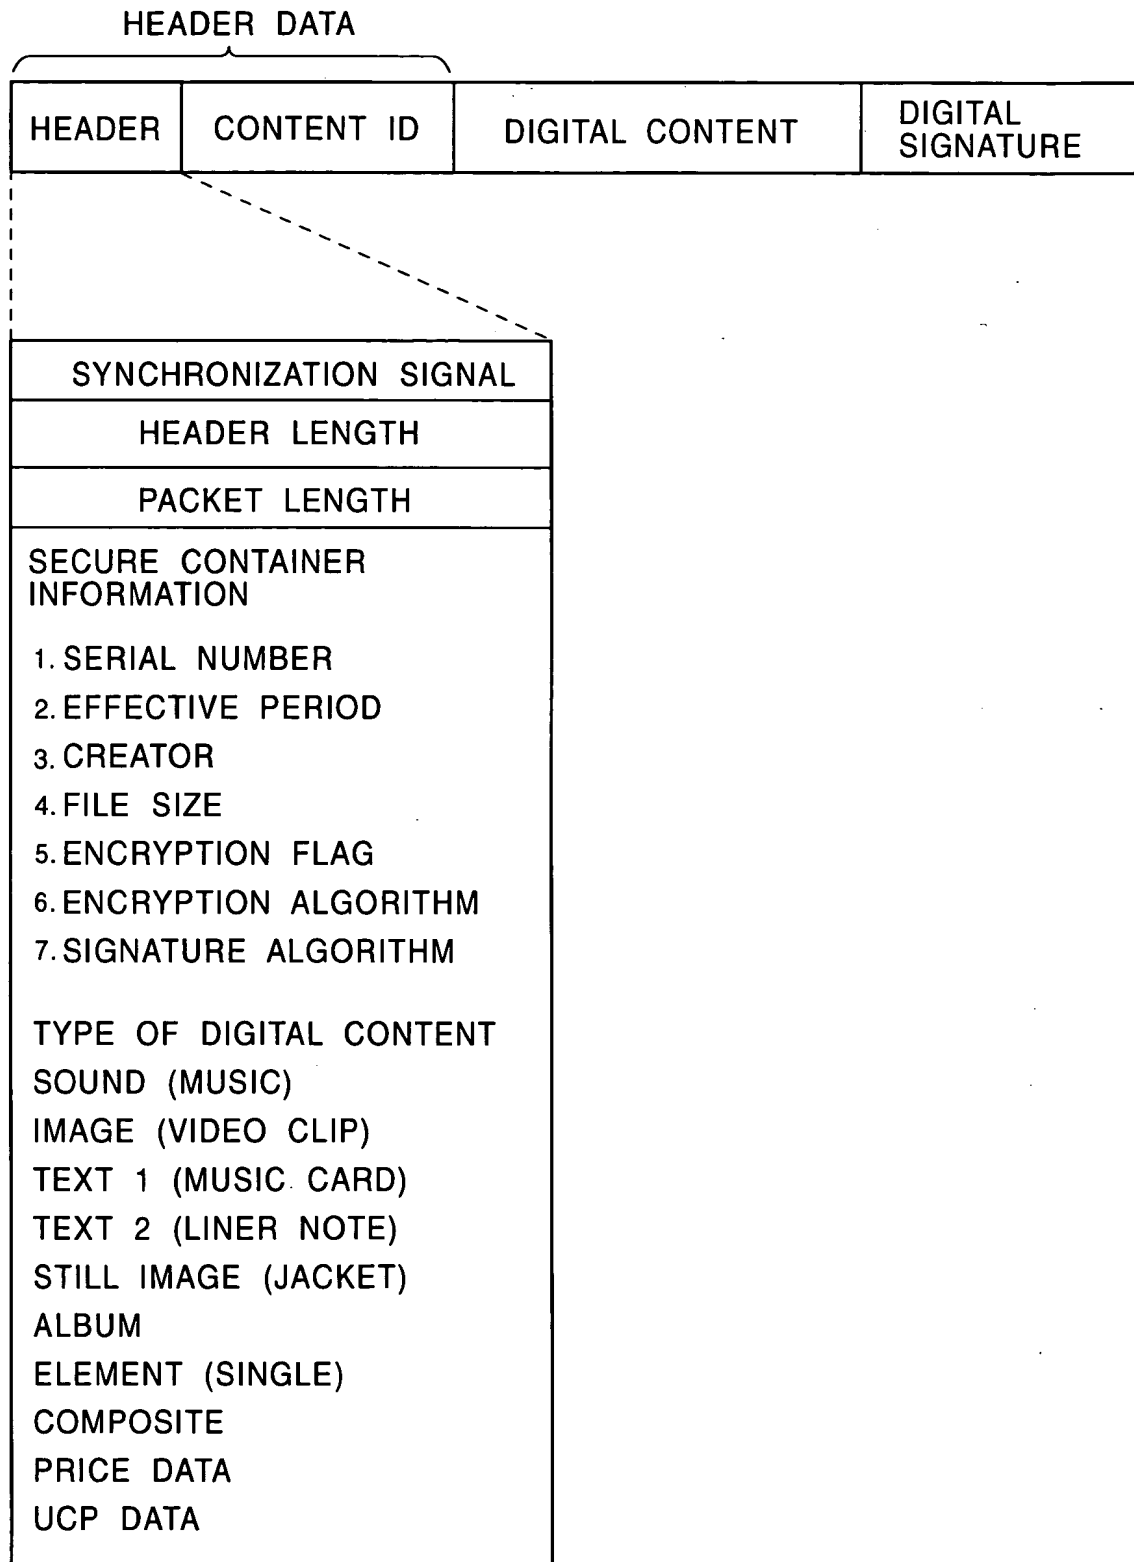 HEADER DATA
HEADER
CONTENT ID
DIGITAL CONTENT
DIGITAL
SIGNATURE
SYNCHRONIZATION SIGNAL
HEADER LENGTH
PACKET LENGTH
SECURE CONTAINER
INFORMATION
1. SERIAL NUMBER
2. EFFECTIVE PERIOD
3. CREATOR
4. FILE SIZE
5. ENCRYPTION FLAG
6. ENCRYPTION ALGORITHM
7. SIGNATURE ALGORITHM
TYPE OF DIGITAL CONTENT
SOUND (MUSIC)
IMAGE (VIDEO CLIP)
TEXT 1 (MUSIC CARD)
TEXT 2 (LINER NOTE)
STILL IMAGE (JACKET)
ALBUM
ELEMENT (SINGLE)
COMPOSITE
PRICE DATA
UCP DATA